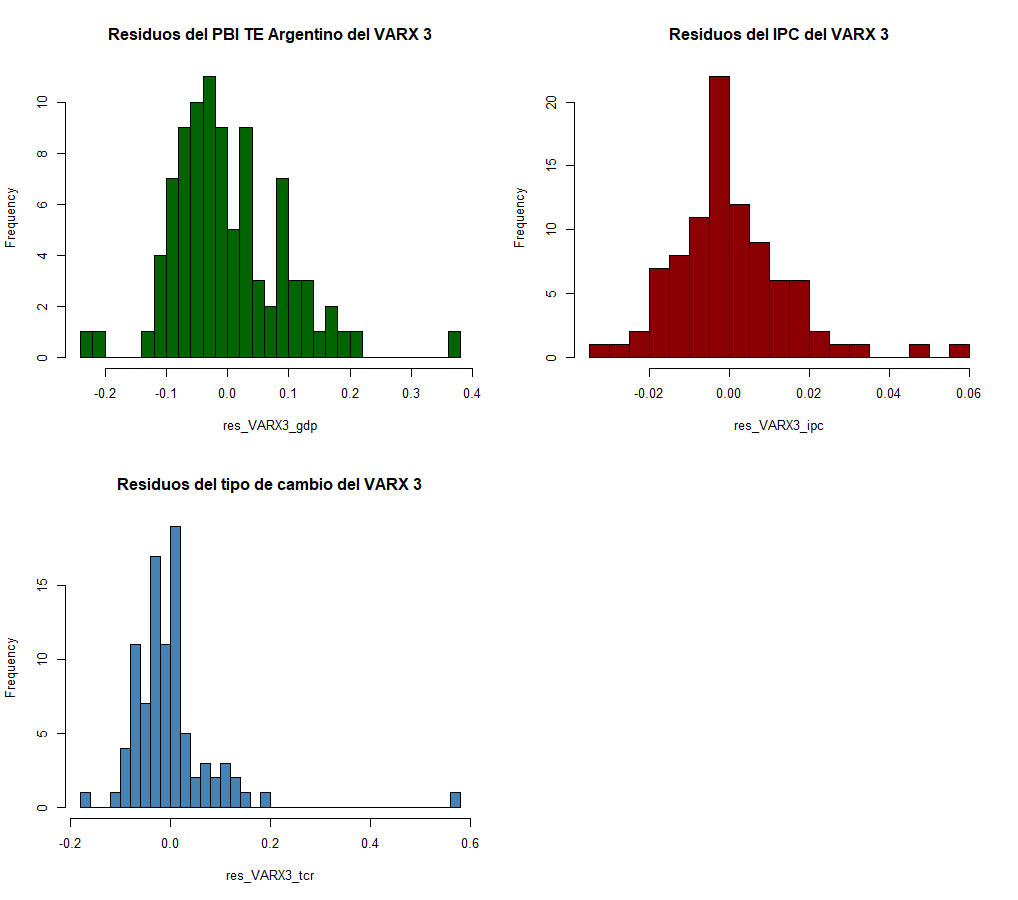 Residuos del PBI TE Argentino del VARX 3
Frequency
0 2 4 6 8 10
-0.2 -0.1 0.0 0.1 0.2 0.3 0.4
res_VARX3_gdp
Residuos del IPC del VARX 3
Frequency
0 5 10 15 20
-0.02 0.00 0.02 0.04 0.06
res_VARX3_ipc
Residuos del tipo de cambio del VARX 3
Frequency
0 5 10 15
-0.2 0.0 0.2 0.4 0.6
res_VARX3_tcr